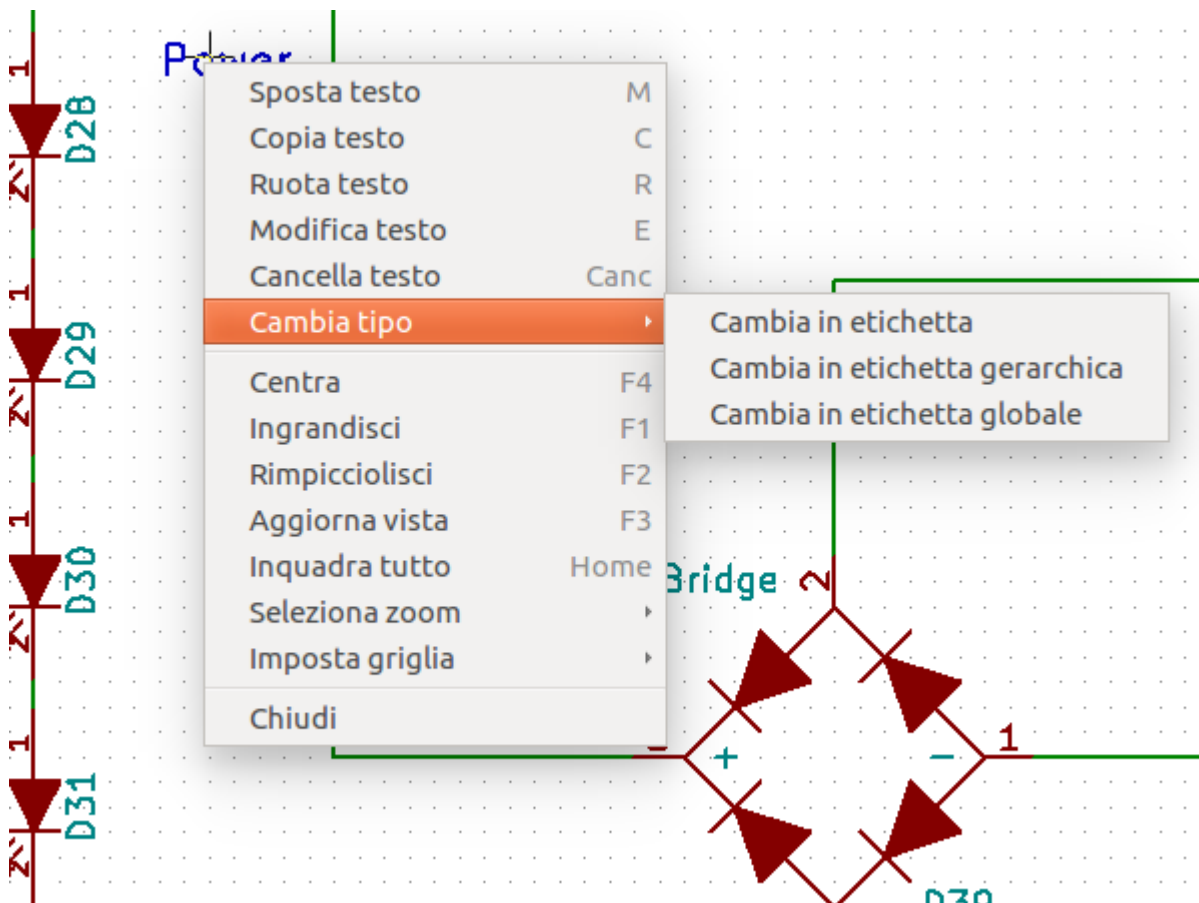 Power
1
D28
2
1
D29
2
1
D30
2
1
D31
2
Sposta testo M
Copia testo C
Ruota testo R
Modifica testo E
Cancella testo Canc
Cambia tipo
Centra F4
Ingrandisci F1
Rimpicciolisci F2
Aggiorna vista F3
Inquadra tutto Home
Seleziona zoom
Imposta griglia
Chiudi
Cambia in etichetta
Cambia in etichetta gerarchica
Cambia in etichetta globale
Bridge 2
+ − 1